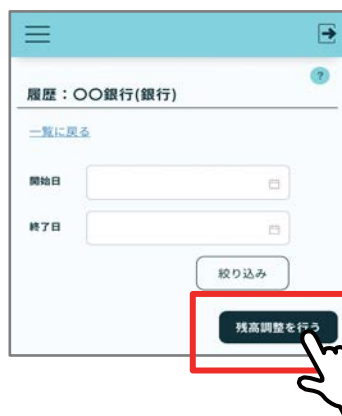 ?
履歴：〇〇銀行(銀行)
一覧に戻る
開始日
終了日
絞り込み
残高調整を行う